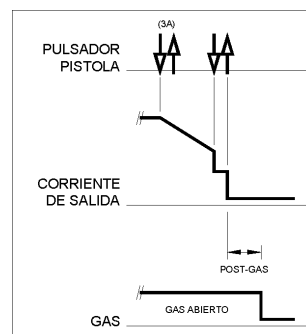 (3A)
PULSADOR
PISTOLA
CORRIENTE
DE SALIDA
POST-GAS
GAS ABIERTO
GAS